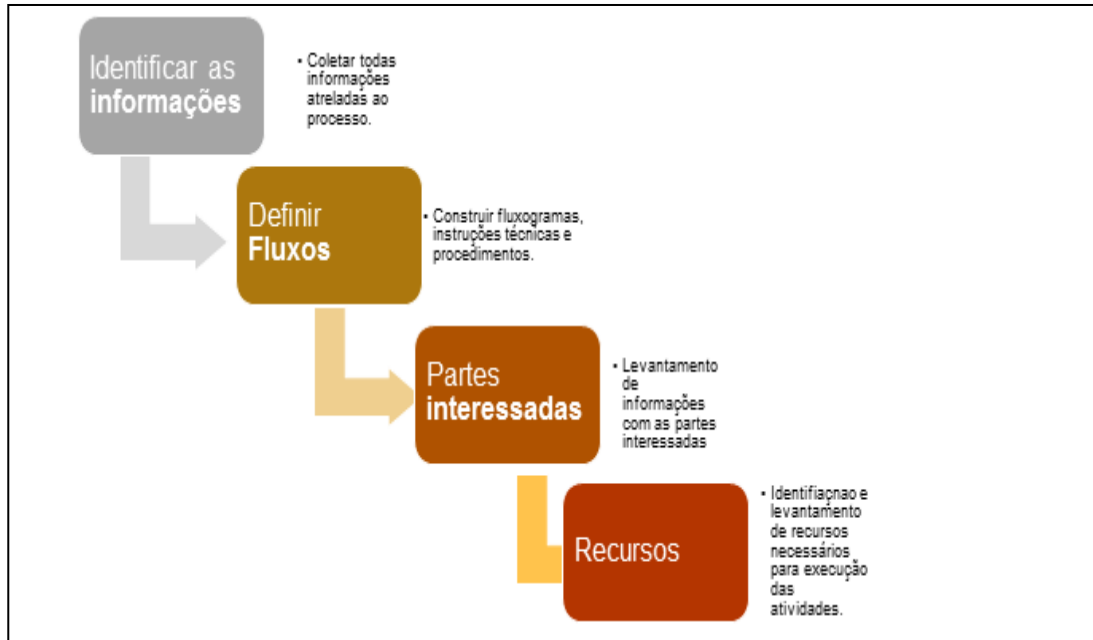 Identificar as
informações
• Coletar todas
informações
atreladas ao
processo.
Definir
Fluxos
• Construir fluxogramas,
instruções técnicas e
procedimentos.
Partes
interessadas
• Levantamento
de
informações
com as partes
interessadas
Recursos
• Identifiaçnao e
levantamento
de recursos
necessários
para execução
das
atividades.